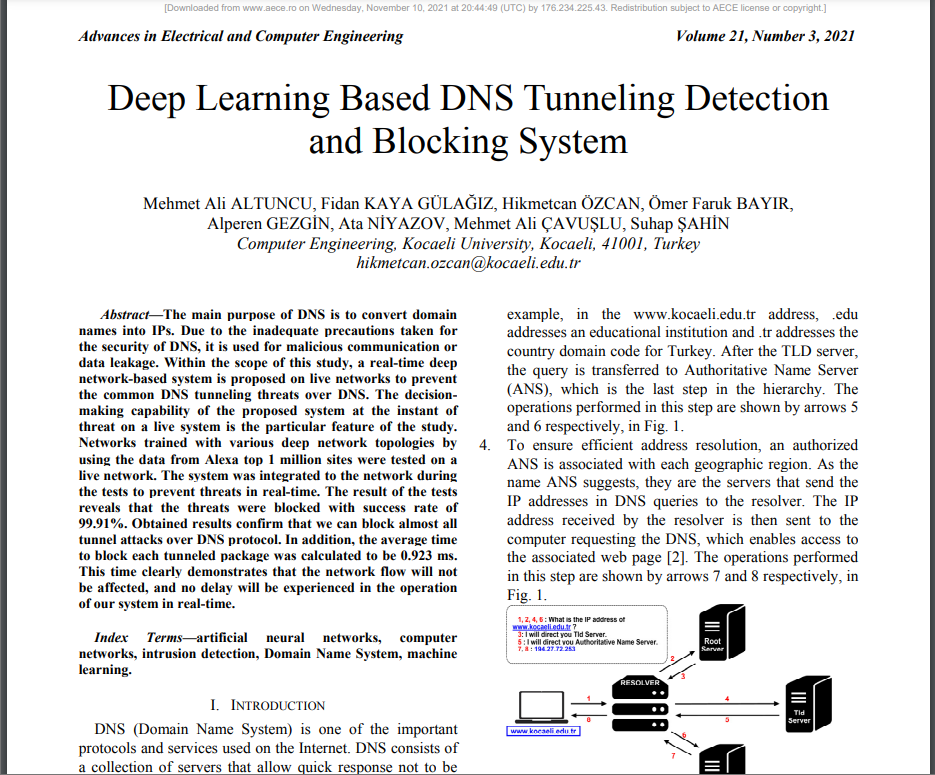 [Downloaded from www.aece.ro on Wednesday, November 10, 2021 at 20:44:49 (UTC) by 176.234.225.43. Redistribution subject to AECE license or copyright.]
Advances in Electrical and Computer Engineering
Volume 21, Number 3, 2021
Deep Learning Based DNS Tunneling Detection
and Blocking System
Mehmet Ali ALTUNCU, Fidan KAYA GÜLAĞIZ, Hikmetcan ÖZCAN, Ömer Faruk BAYIR,
Alperen GEZGİN, Ata NİYAZOV, Mehmet Ali ÇAVUŞLU, Suhap ŞAHİN
Computer Engineering, Kocaeli University, Kocaeli, 41001, Turkey
hikmetcan.ozcan@kocaeli.edu.tr
Abstract—The main purpose of DNS is to convert domain
names into IPs. Due to the inadequate precautions taken for
the security of DNS, it is used for malicious communication or
data leakage. Within the scope of this study, a real-time deep
network-based system is proposed on live networks to prevent
the common DNS tunneling threats over DNS. The decision-
making capability of the proposed system at the instant of
threat on a live system is the particular feature of the study.
Networks trained with various deep network topologies by
using the data from Alexa top 1 million sites were tested on a
live network. The system was integrated to the network during
the tests to prevent threats in real-time. The result of the tests
reveals that the threats were blocked with success rate of
99.91%. Obtained results confirm that we can block almost all
tunnel attacks over DNS protocol. In addition, the average time
to block each tunneled package was calculated to be 0.923 ms.
This time clearly demonstrates that the network flow will not
be affected, and no delay will be experienced in the operation
of our system in real-time.
Index Terms—artificial neural networks, computer
networks, intrusion detection, Domain Name System, machine
learning.
I. INTRODUCTION
DNS (Domain Name System) is one of the important
protocols and services used on the Internet. DNS consists of
a collection of servers that allow quick response not to be
example, in the www.kocaeli.edu.tr address, .edu
addresses an educational institution and .tr addresses the
country domain code for Turkey. After the TLD server,
the query is transferred to Authoritative Name Server
(ANS), which is the last step in the hierarchy. The
operations performed in this step are shown by arrows 5
and 6 respectively, in Fig. 1.
4. To ensure efficient address resolution, an authorized
ANS is associated with each geographic region. As the
name ANS suggests, they are the servers that send the
IP addresses in DNS queries to the resolver. The IP
address received by the resolver is then sent to the
computer requesting the DNS, which enables access to
the associated web page [2]. The operations performed
in this step are shown by arrows 7 and 8 respectively, in
Fig. 1.
1, 2, 4, 6 : What is the IP address of
www.kocaeli.edu.tr ?
3: I will direct you Tld Server.
5 : I will direct you Authoritative Name Server.
7, 8 : 194.27.72.253
Root
Server
2
3
RESOLVER
1
8
4
5
Tld
Server
www.kocaeli.edu.tr
6
7